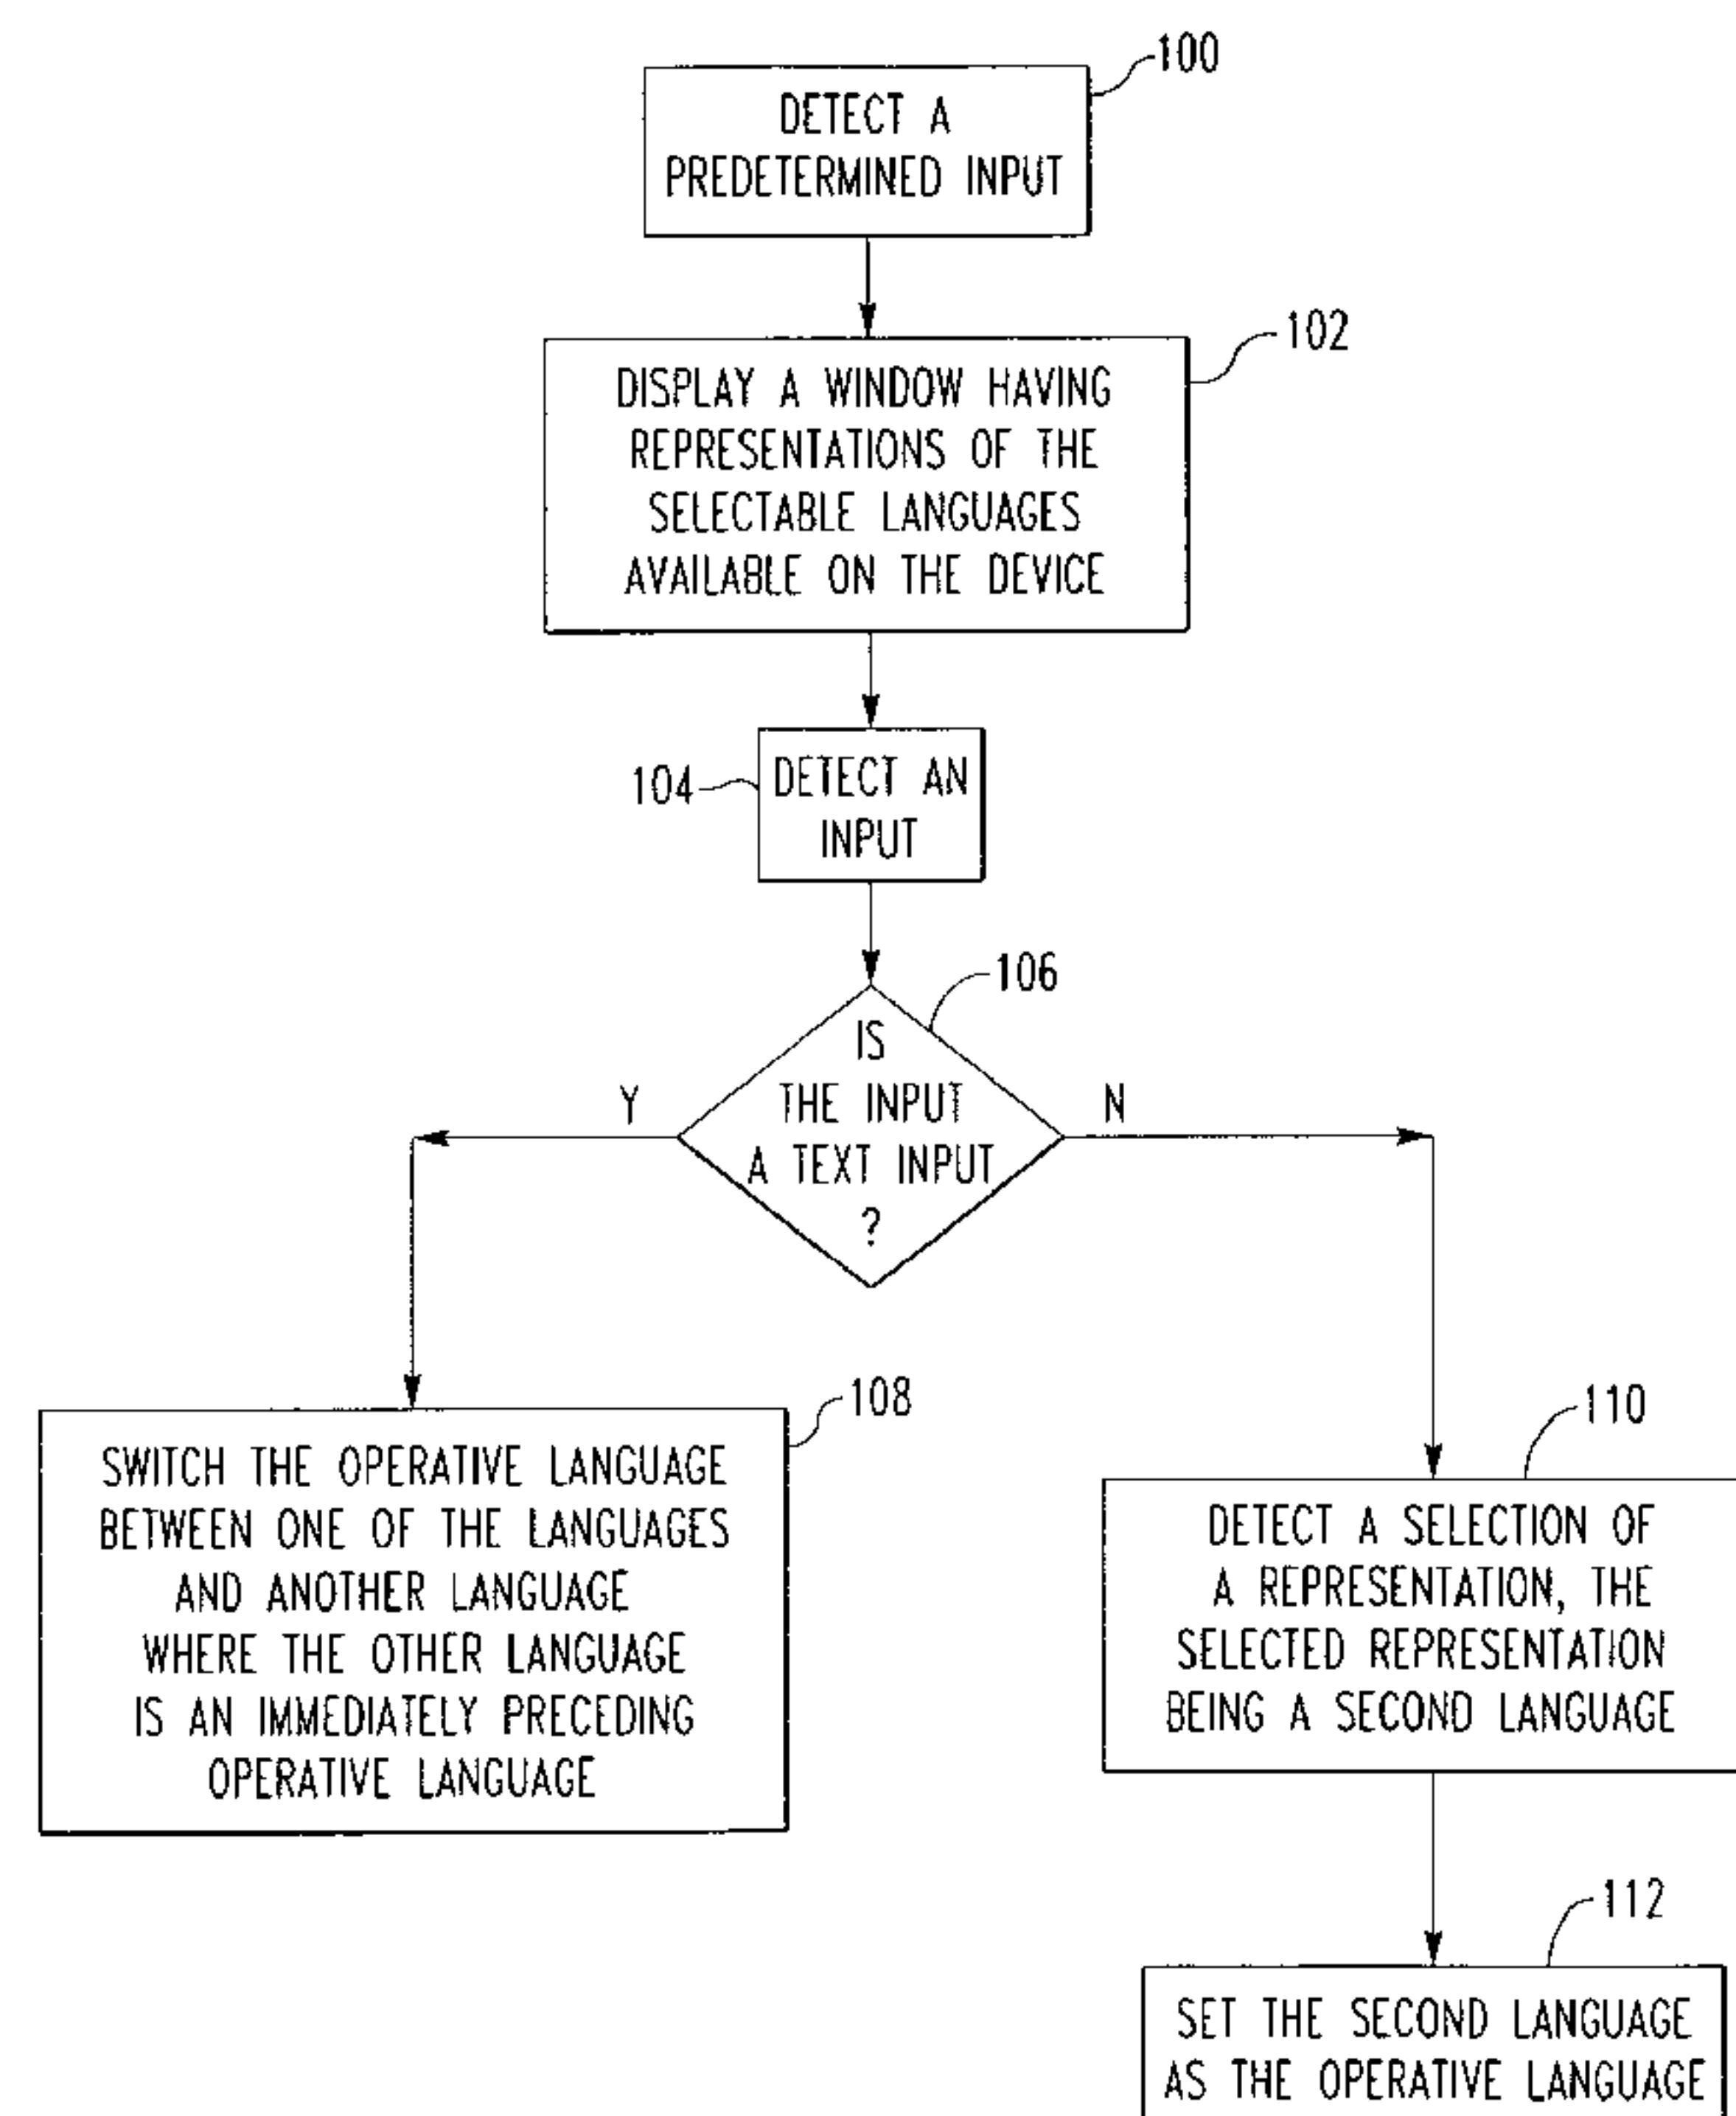 100
DETECT A
PREDETERMINED INPUT
102
DISPLAY A WINDOW HAVING
REPRESENTATIONS OF THE
SELECTABLE LANGUAGES
AVAILABLE ON THE DEVICE
104
DETECT AN
INPUT
106
IS
THE INPUT
A TEXT INPUT
?
Y
N
108
SWITCH THE OPERATIVE LANGUAGE
BETWEEN ONE OF THE LANGUAGES
AND ANOTHER LANGUAGE
WHERE THE OTHER LANGUAGE
IS AN IMMEDIATELY PRECEDING
OPERATIVE LANGUAGE
110
DETECT A SELECTION OF
A REPRESENTATION, THE
SELECTED REPRESENTATION
BEING A SECOND LANGUAGE
112
SET THE SECOND LANGUAGE
AS THE OPERATIVE LANGUAGE